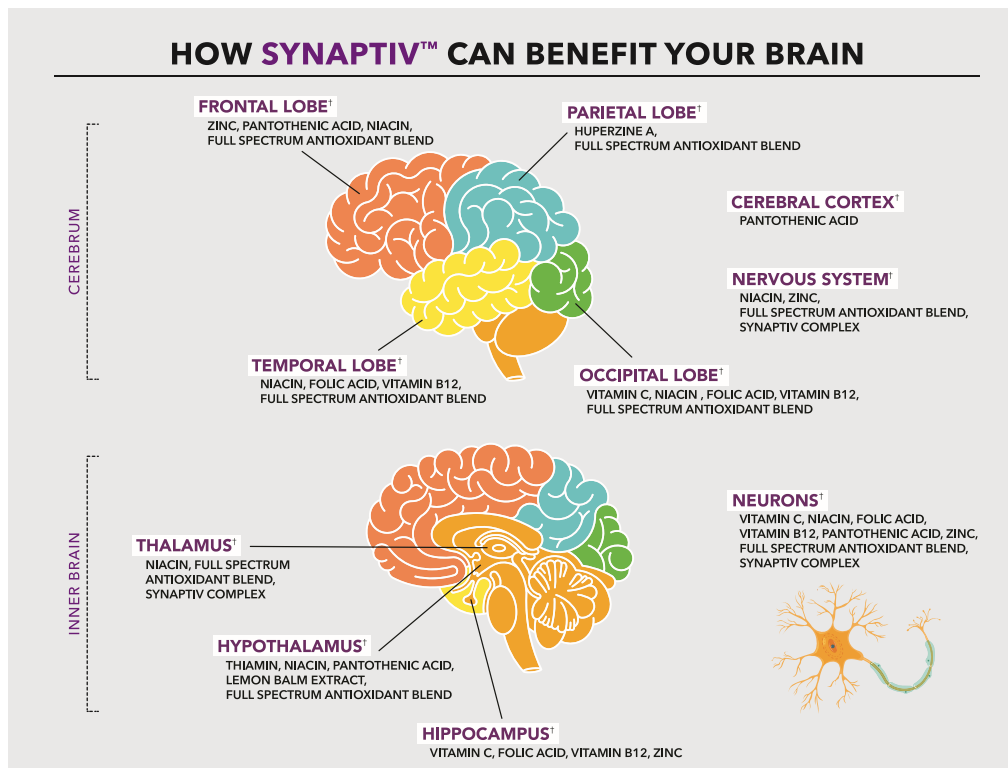 HOW SYNAPTIV™ CAN BENEFIT YOUR BRAIN
CEREBRUM
FRONTAL LOBE†
ZINC, PANTOTHENIC ACID, NIACIN,
FULL SPECTRUM ANTIOXIDANT BLEND
PARIETAL LOBE†
HUPERZINE A,
FULL SPECTRUM ANTIOXIDANT BLEND
CEREBRAL CORTEX†
PANTOTHENIC ACID
NERVOUS SYSTEM†
NIACIN, ZINC,
FULL SPECTRUM ANTIOXIDANT BLEND,
SYNAPTIV COMPLEX
TEMPORAL LOBE†
NIACIN, FOLIC ACID, VITAMIN B12,
FULL SPECTRUM ANTIOXIDANT BLEND
OCCIPITAL LOBE†
VITAMIN C, NIACIN , FOLIC ACID, VITAMIN B12,
FULL SPECTRUM ANTIOXIDANT BLEND
INNER BRAIN
THALAMUS†
NIACIN, FULL SPECTRUM
ANTIOXIDANT BLEND,
SYNAPTIV COMPLEX
HYPOTHALAMUS†
THIAMIN, NIACIN, PANTOTHENIC ACID,
LEMON BALM EXTRACT,
FULL SPECTRUM ANTIOXIDANT BLEND
HIPPOCAMPUS†
VITAMIN C, FOLIC ACID, VITAMIN B12, ZINC
NEURONS†
VITAMIN C, NIACIN, FOLIC ACID,
VITAMIN B12, PANTOTHENIC ACID, ZINC,
FULL SPECTRUM ANTIOXIDANT BLEND,
SYNAPTIV COMPLEX